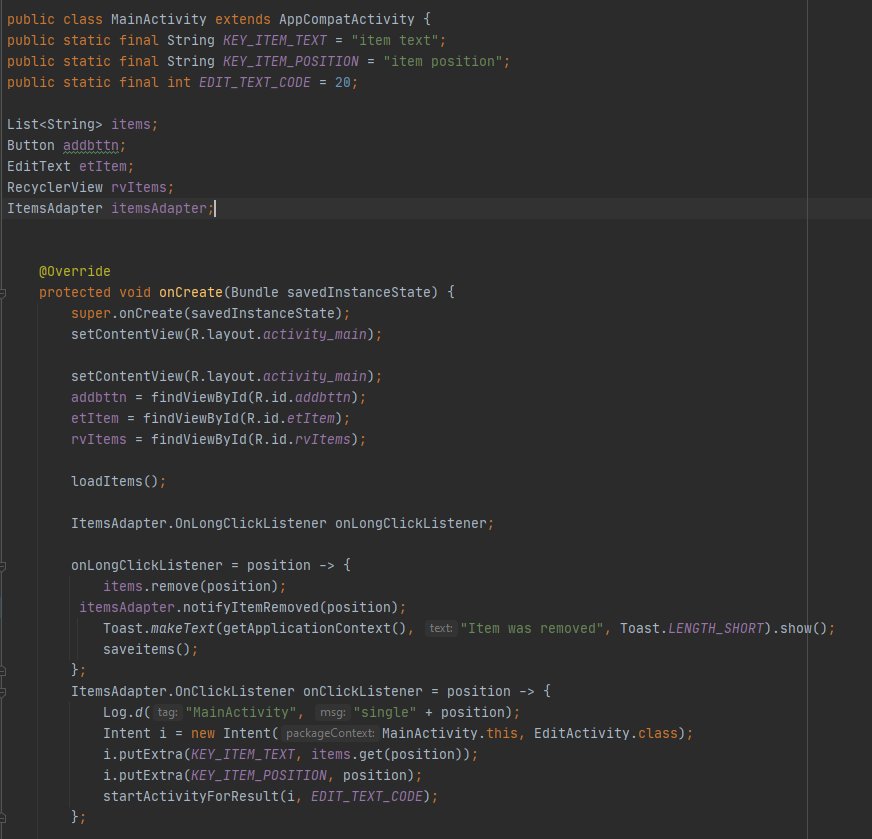 public class MainActivity extends AppCompatActivity {
public static final String KEY_ITEM_TEXT = "item text";
public static final String KEY_ITEM_POSITION = "item position";
public static final int EDIT_TEXT_CODE = 20;
List<String> items;
Button addbttn;
EditText etItem;
RecyclerView rvItems;
ItemsAdapter itemsAdapter;
@Override
protected void onCreate(Bundle savedInstanceState) {
super.onCreate(savedInstanceState);
setContentView(R.layout.activity_main);
setContentView(R.layout.activity_main);
addbttn = findViewById(R.id.addbttn);
etItem = findViewById(R.id.etItem);
rvItems = findViewById(R.id.rvItems);
loadItems();
ItemsAdapter.OnLongClickListener onLongClickListener;
onLongClickListener = position -> {
items.remove(position);
itemsAdapter.notifyItemRemoved(position);
Toast.makeText(getApplicationContext(), text: "Item was removed", Toast.LENGTH_SHORT).show();
saveitems();
};
ItemsAdapter.OnClickListener onClickListener = position -> {
Log.d( tag: "MainActivity", msg: "single" + position);
Intent i = new Intent( packageContext: MainActivity.this, EditActivity.class);
i.putExtra(KEY_ITEM_TEXT, items.get(position));
i.putExtra(KEY_ITEM_POSITION, position);
startActivityForResult(i, EDIT_TEXT_CODE);
};